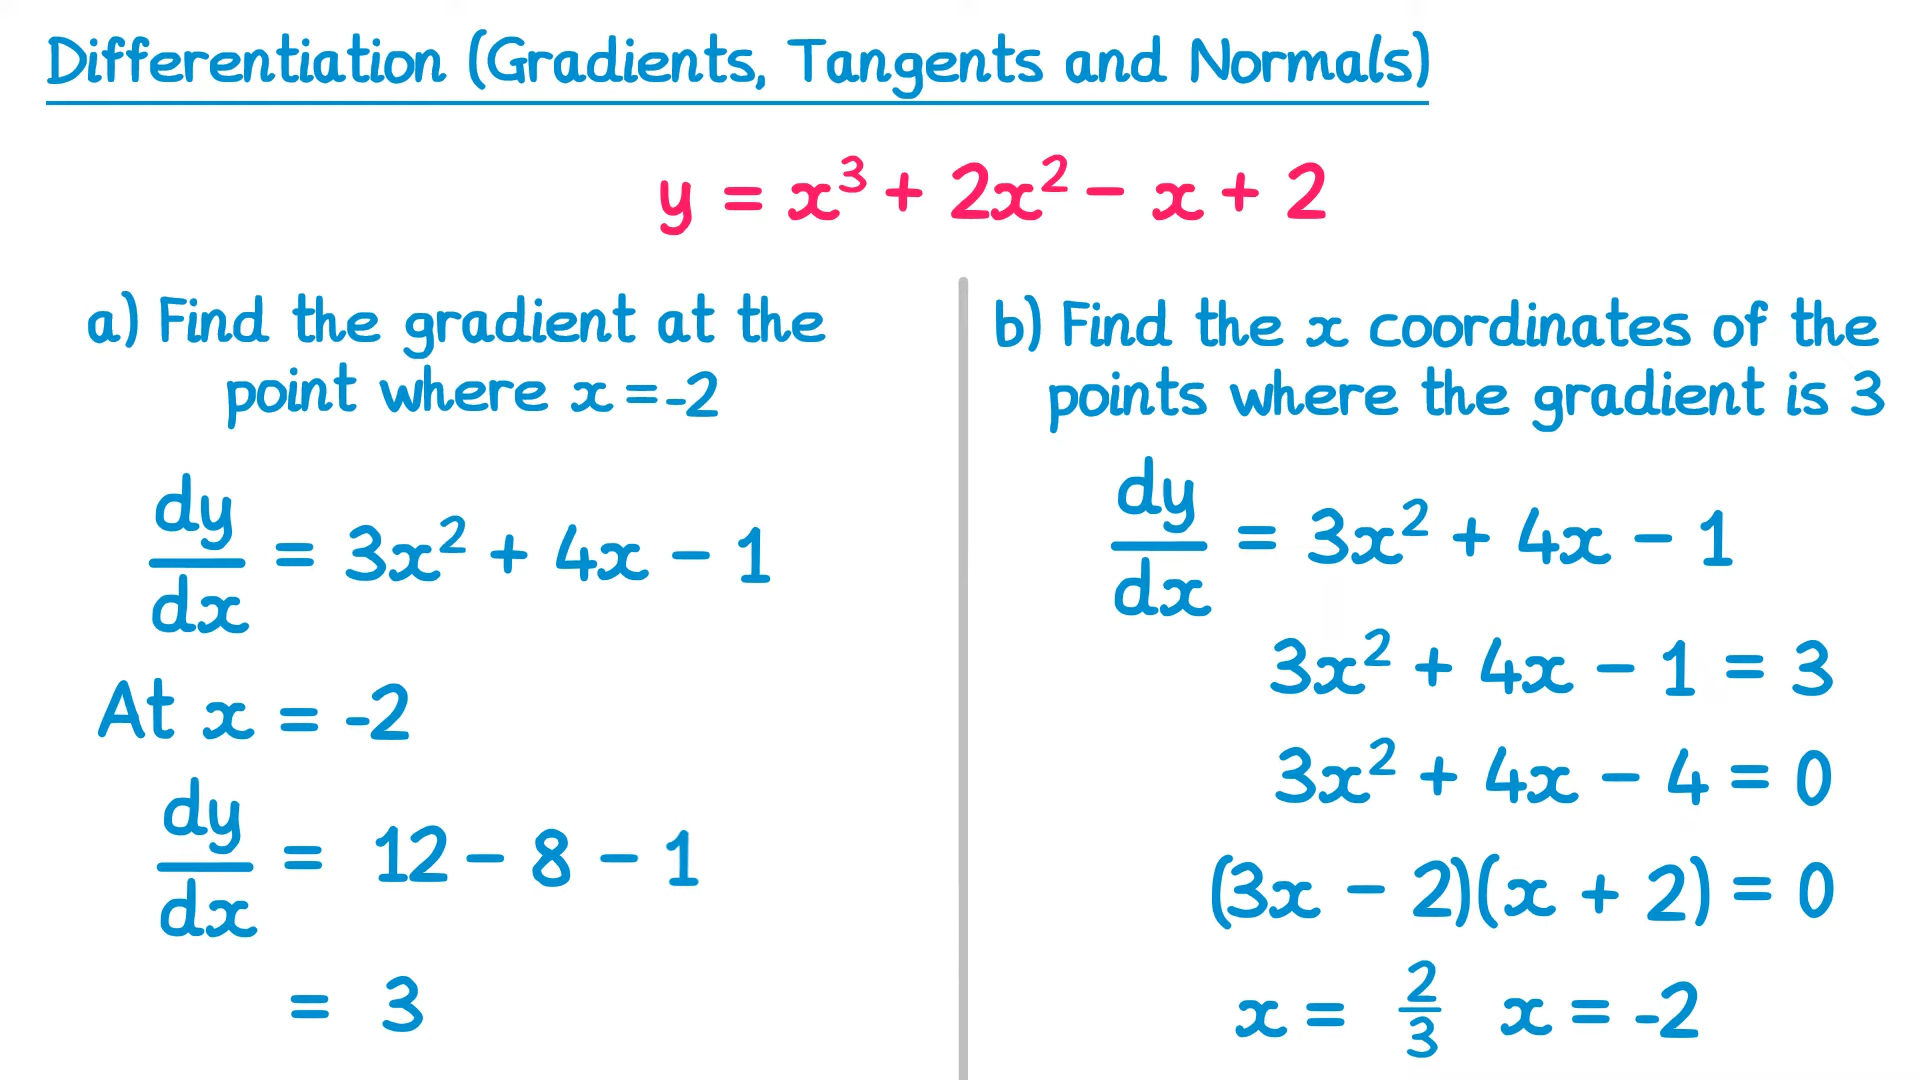 Differentiation (Gradients, Tangents and Normals)
y = x³ + 2x² − x + 2
a) Find the gradient at the
point where x = -2
dy/dx = 3x² + 4x − 1
At x = -2
dy/dx = 12 − 8 − 1
= 3
b) Find the x coordinates of the
points where the gradient is 3
dy/dx = 3x² + 4x − 1
3x² + 4x − 1 = 3
3x² + 4x − 4 = 0
(3x − 2)(x + 2) = 0
x = 2/3 x = -2